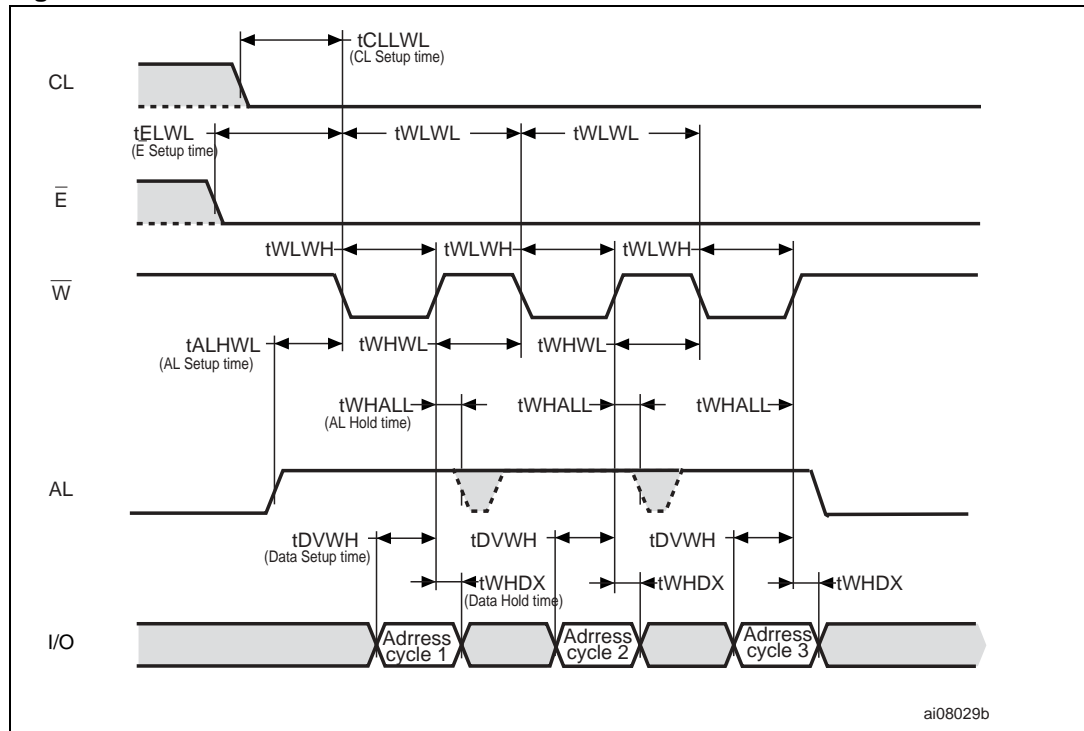 tCLLWL
(CL Setup time)
CL
tELWL
(E Setup time)
tWLWL
tWLWL
E
tWLWH
tWLWH
tWLWH
W
tALHWL
(AL Setup time)
tWHWL
tWHWL
tWHALL
(AL Hold time)
tWHALL
tWHALL
AL
tDVWH
(Data Setup time)
tDVWH
tDVWH
tWHDX
(Data Hold time)
tWHDX
tWHDX
I/O
Adrress
cycle 1
Adrress
cycle 2
Adrress
cycle 3
ai08029b